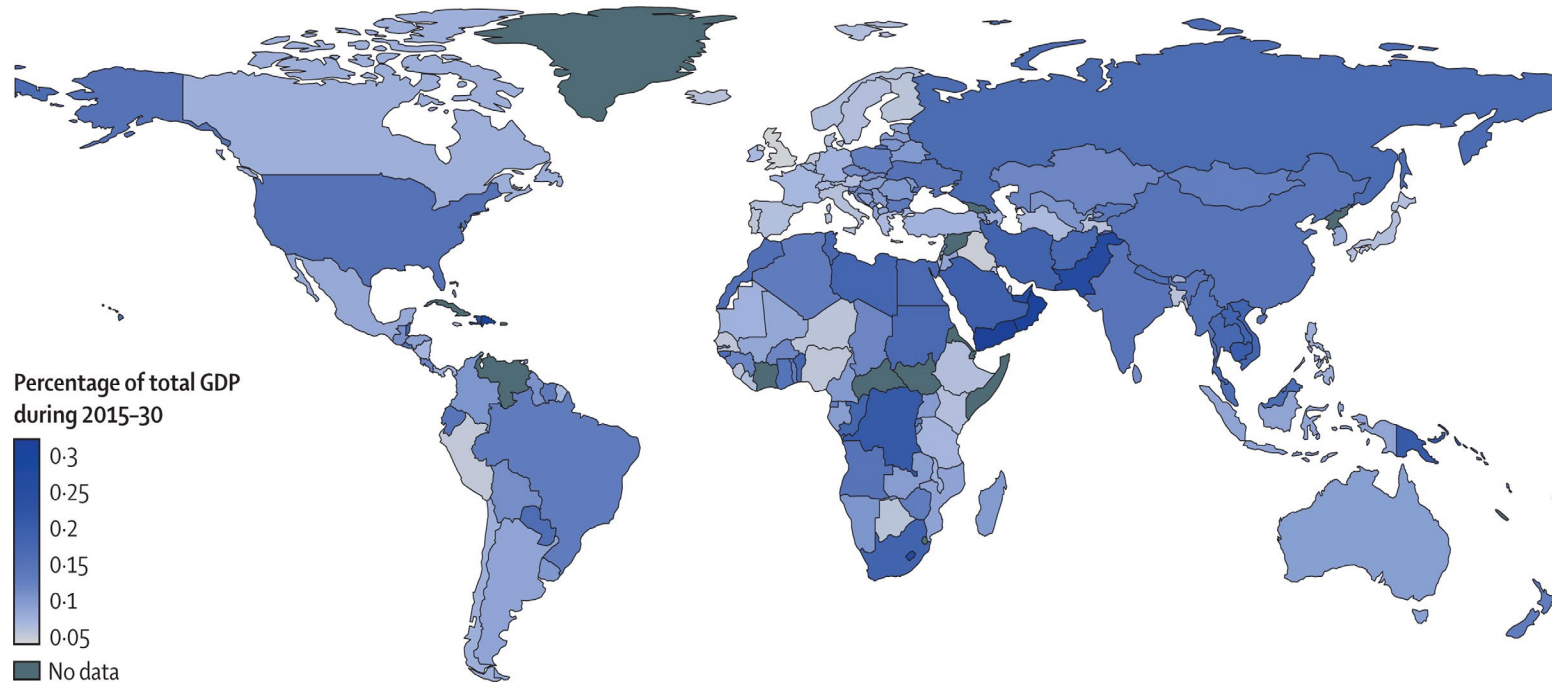 Percentage of total GDP
during 2015–30
0·3
0·25
0·2
0·15
0·1
0·05
No data